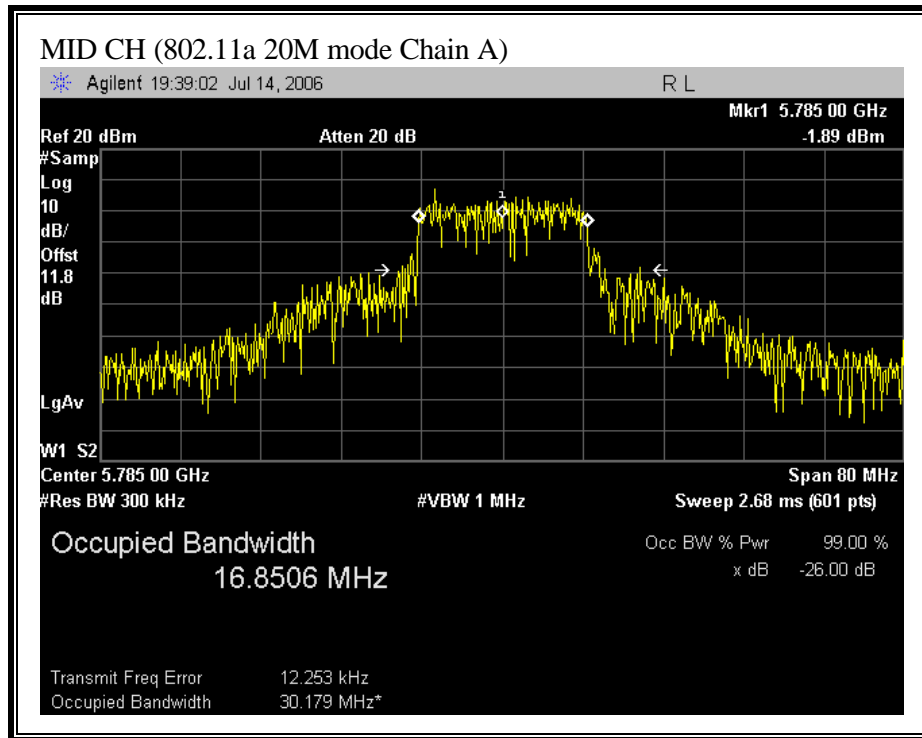 MID CH (802.11a 20M mode Chain A)
Agilent 19:39:02 Jul 14, 2006 R L
Mkr1 5.785 00 GHz
Ref 20 dBm Atten 20 dB -1.89 dBm
#Samp
Log
10
dB/
Offst
11.8
dB
1
LgAv
W1 S2
Center 5.785 00 GHz Span 80 MHz
#Res BW 300 kHz #VBW 1 MHz Sweep 2.68 ms (601 pts)
Occupied Bandwidth Occ BW % Pwr 99.00 %
16.8506 MHz x dB -26.00 dB
Transmit Freq Error 12.253 kHz
Occupied Bandwidth 30.179 MHz*